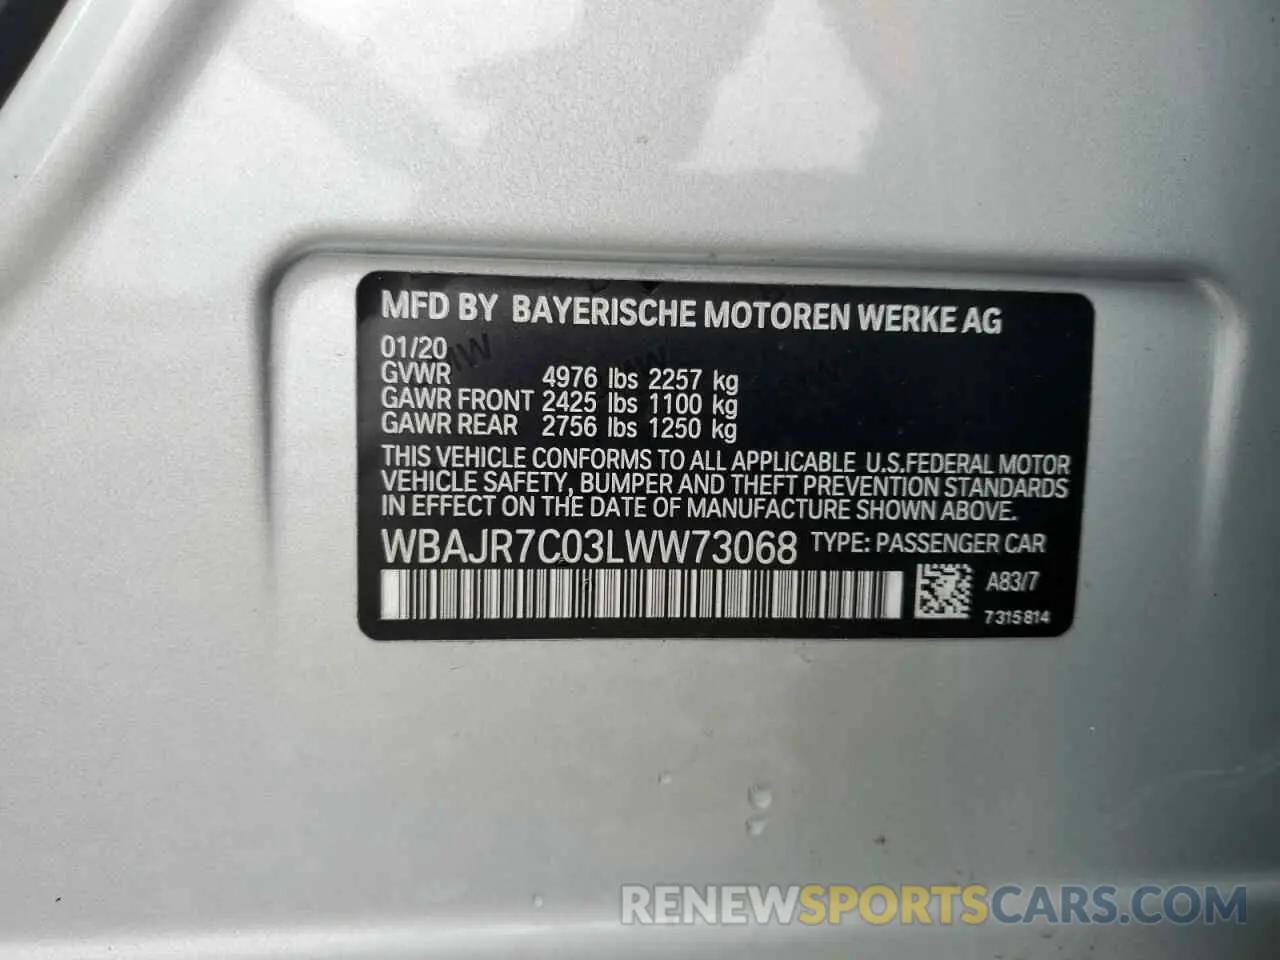 MFD BY BAYERISCHE MOTOREN WERKE AG
01/20
GVWR 4976 lbs 2257 kg
GAWR FRONT 2425 lbs 1100 kg
GAWR REAR 2756 lbs 1250 kg
THIS VEHICLE CONFORMS TO ALL APPLICABLE U.S.FEDERAL MOTOR
VEHICLE SAFETY, BUMPER AND THEFT PREVENTION STANDARDS
IN EFFECT ON THE DATE OF MANUFACTURE SHOWN ABOVE.
WBAJR7C03LWW73068 TYPE: PASSENGER CAR
A83/7
7315814
RENEWSPORTSCARS.COM